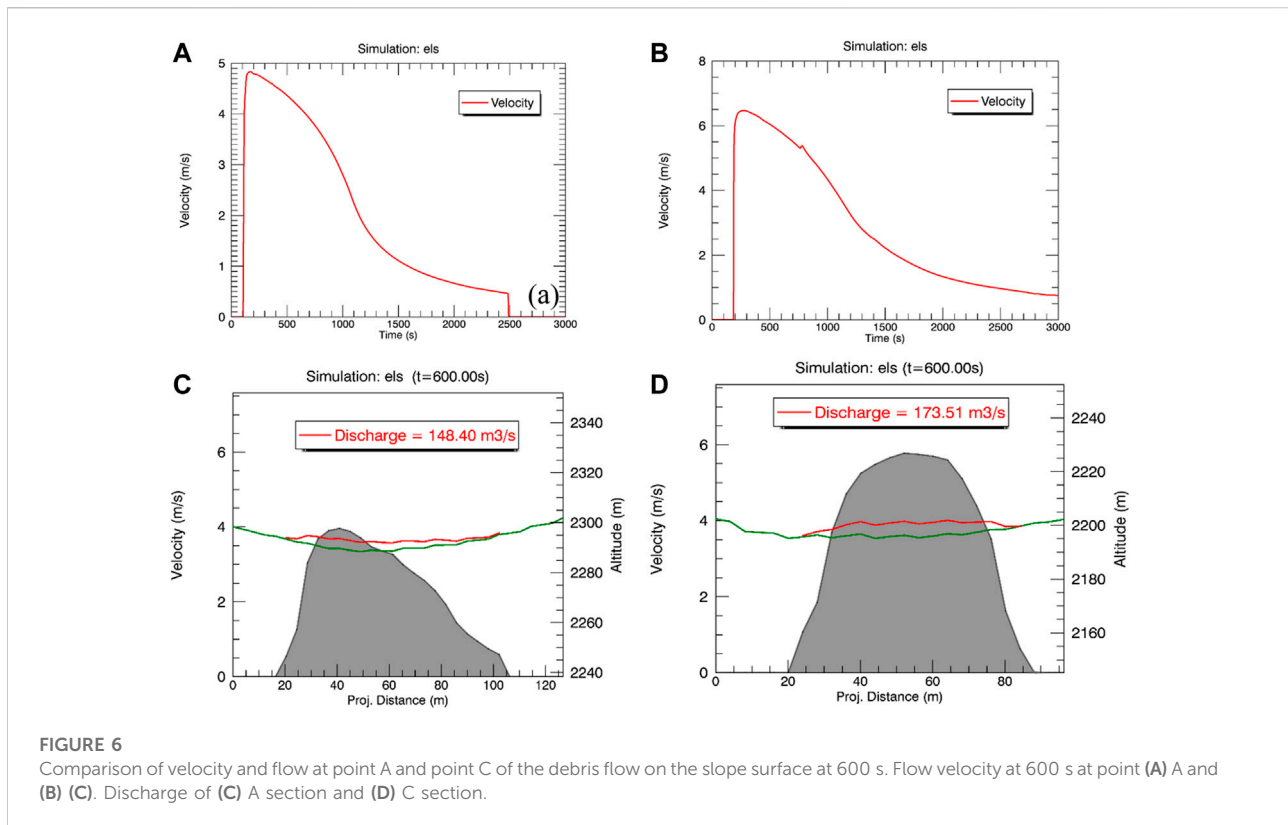 A
Simulation: els
5
4
3
2
1
0
Velocity (m/s)
Velocity
(a)
0 500 1000 1500 2000 2500 3000
Time (s)
B
Simulation: els
8
6
4
2
0
Velocity (m/s)
Velocity
0 500 1000 1500 2000 2500 3000
Time (s)
C
Simulation: els (t=600.00s)
Discharge = 148.40 m3/s
6
4
2
0
Velocity (m/s)
2340
2320
2300
2280
2260
2240
Altitude (m)
0 20 40 60 80 100 120
Proj. Distance (m)
D
Simulation: els (t=600.00s)
Discharge = 173.51 m3/s
6
4
2
0
Velocity (m/s)
2240
2220
2200
2180
2160
Altitude (m)
0 20 40 60 80
Proj. Distance (m)
FIGURE 6
Comparison of velocity and flow at point A and point C of the debris flow on the slope surface at 600 s. Flow velocity at 600 s at point (A) A and
(B) (C). Discharge of (C) A section and (D) C section.